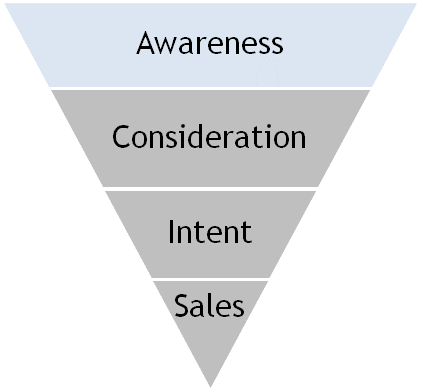 Awareness
Consideration
Intent
Sales